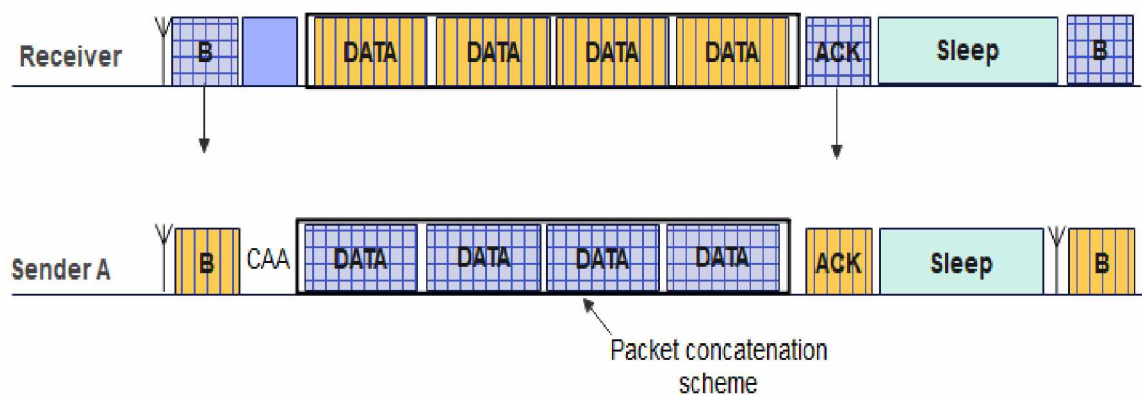 Receiver B DATA DATA DATA DATA ACK Sleep B
Sender A B CAA DATA DATA DATA DATA ACK Sleep B
Packet concatenation
scheme